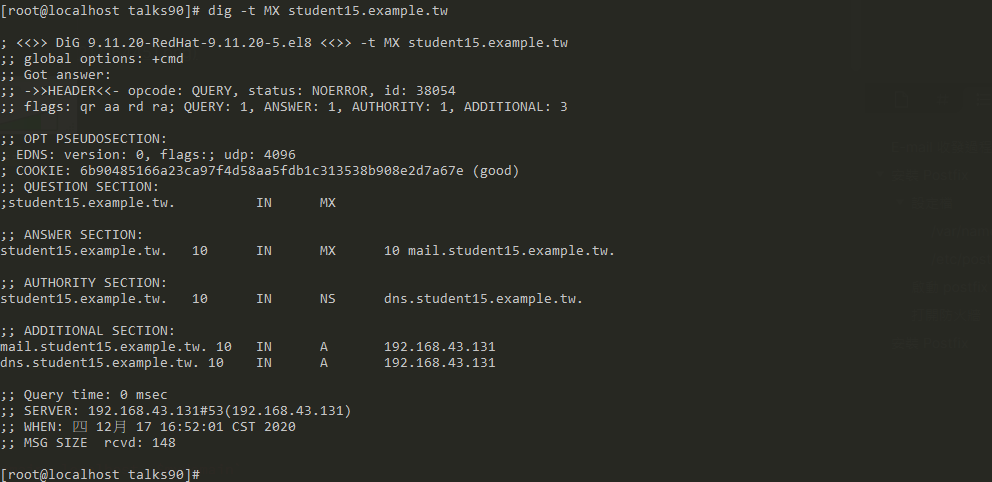 [root@localhost talks90]# dig -t MX student15.example.tw
; <<>> DiG 9.11.20-RedHat-9.11.20-5.el8 <<>> -t MX student15.example.tw
;; global options: +cmd
;; Got answer:
;; ->>HEADER<<- opcode: QUERY, status: NOERROR, id: 38054
;; flags: qr aa rd ra; QUERY: 1, ANSWER: 1, AUTHORITY: 1, ADDITIONAL: 3
;; OPT PSEUDOSECTION:
; EDNS: version: 0, flags:; udp: 4096
; COOKIE: 6b90485166a23ca97f4d58aa5fdb1c313538b908e2d7a67e (good)
;; QUESTION SECTION:
;student15.example.tw. IN MX
;; ANSWER SECTION:
student15.example.tw. 10 IN MX 10 mail.student15.example.tw.
;; AUTHORITY SECTION:
student15.example.tw. 10 IN NS dns.student15.example.tw.
;; ADDITIONAL SECTION:
mail.student15.example.tw. 10 IN A 192.168.43.131
dns.student15.example.tw. 10 IN A 192.168.43.131
;; Query time: 0 msec
;; SERVER: 192.168.43.131#53(192.168.43.131)
;; WHEN: 四 12月 17 16:52:01 CST 2020
;; MSG SIZE rcvd: 148
[root@localhost talks90]#